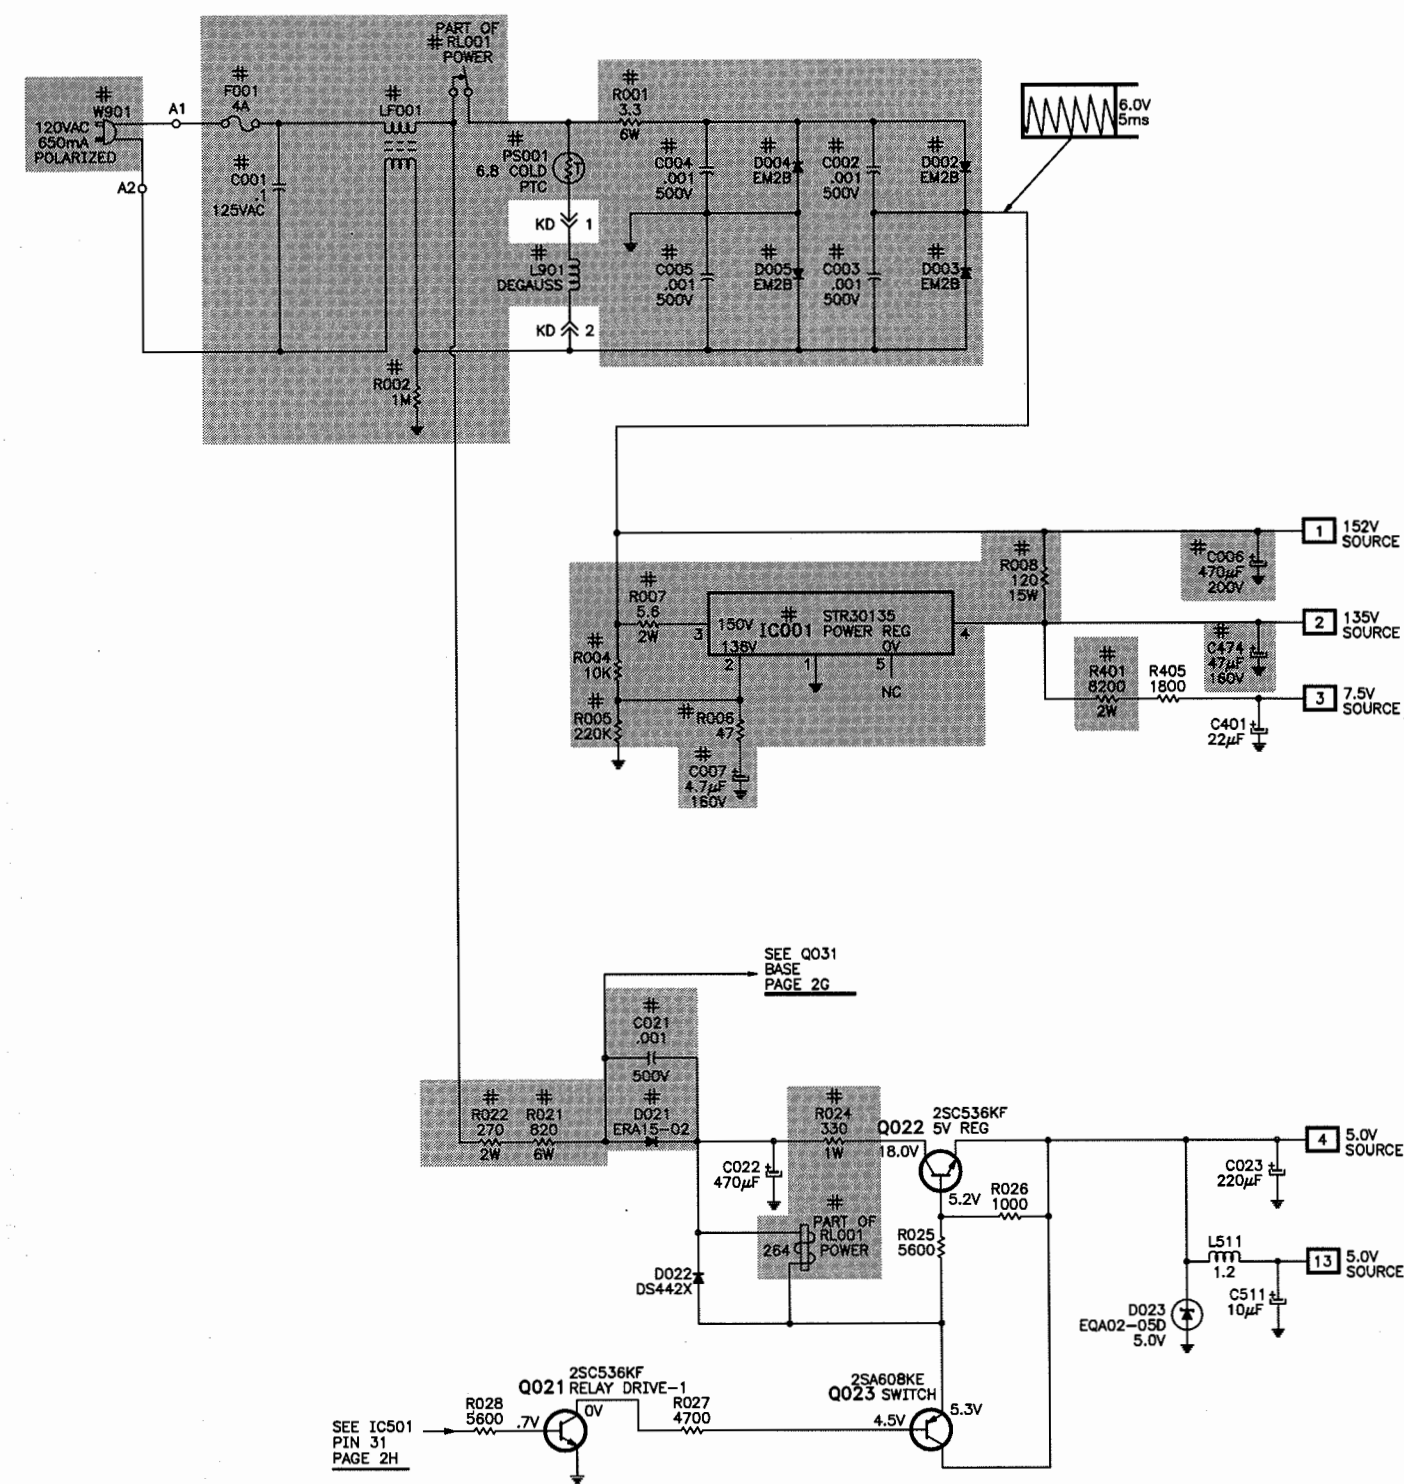 PART OF
# RL001
POWER
#
F001
4A
#
W901
120VAC
650mA
POLARIZED
A1
A2
#
LF001
#
C001
.1
125VAC
#
R002
1M
#
PS001
6.8 COLD
PTC
KD 1
#
L901
DEGAUSS
KD 2
#
R001
3.3
6W
#
C004
.001
500V
#
D004
EM2B
#
C002
.001
500V
#
D002
EM2B
#
C005
.001
500V
#
D005
EM2B
#
C003
.001
500V
#
D003
EM2B
6.0V
5ms
1 152V
SOURCE
#
R008
120
15W
# C006
470µF
200V
#
R007
5.6
2W
3
150V
#
IC001
STR30135
POWER REG
4
136V
0V
2
1
5
NC
2 135V
SOURCE
#
C474
47µF
160V
#
R004
10K
#
R005
220K
# R006
47
#
C007
4.7µF
160V
#
R401
8200
2W
R405
1800
3 7.5V
SOURCE
C401
22µF
SEE Q031
BASE
PAGE 2G
#
C021
.001
500V
#
R022
270
2W
#
R021
820
6W
#
D021
ERA15-02
#
R024
330
1W
C022
470µF
Q022
2SC536KF
5V REG
18.0V
5.2V
R026
1000
R025
5600
#
PART OF
RL001
POWER
264
D022
DS442X
4 5.0V
SOURCE
C023
220µF
L511
1.2
13 5.0V
SOURCE
C511
10µF
D023
EQA02-05D
5.0V
Q021
2SC536KF
RELAY DRIVE-1
0V
.7V
R028
5600
R027
4700
2SA608KE
Q023 SWITCH
5.3V
4.5V
SEE IC501
PIN 31
PAGE 2H